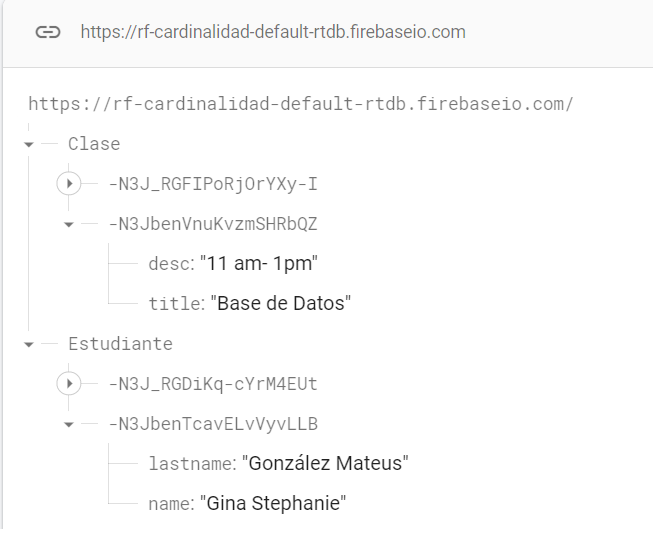 https://rf-cardinalidad-default-rtdb.firebaseio.com
https://rf-cardinalidad-default-rtdb.firebaseio.com/
Clase
-N3J_RGFIPoRjOrYXy-I
-N3JbenVnuKvzmSHRbQZ
desc: "11 am- 1pm"
title: "Base de Datos"
Estudiante
-N3J_RGDiKq-cYrM4EUt
-N3JbenTcavELvVyvLLB
lastname: "González Mateus"
name: "Gina Stephanie"